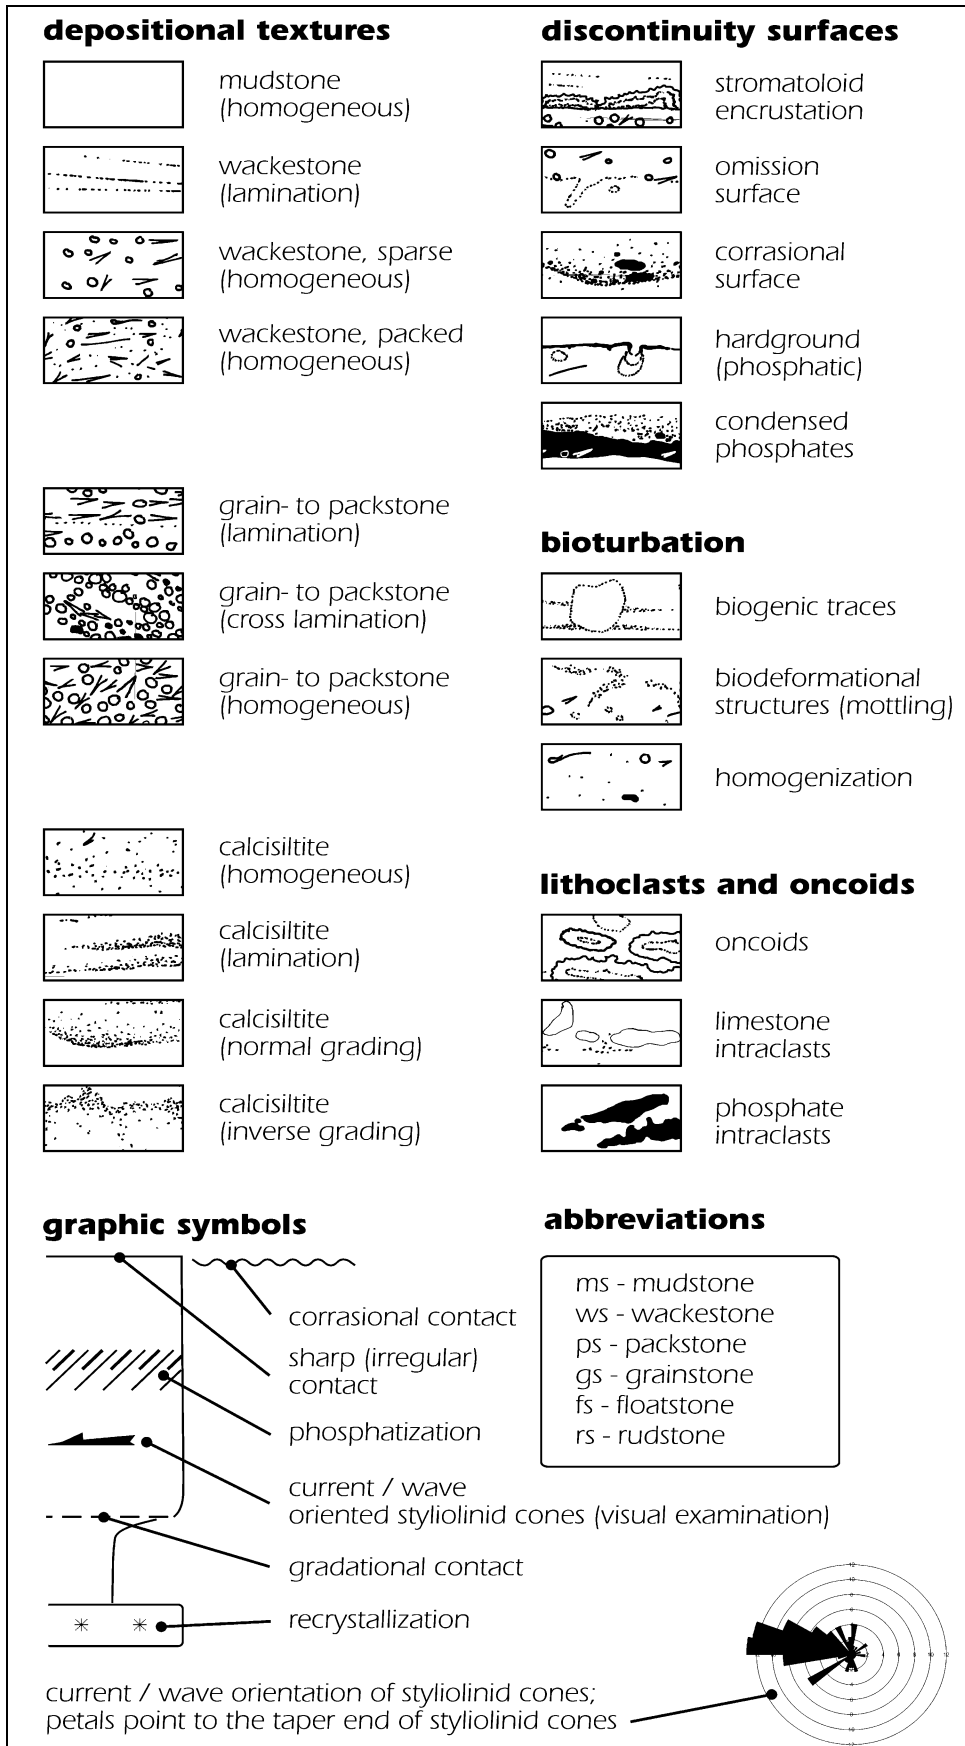 depositional textures
mudstone
(homogeneous)
wackestone
(lamination)
wackestone, sparse
(homogeneous)
wackestone, packed
(homogeneous)
grain- to packstone
(lamination)
grain- to packstone
(cross lamination)
grain- to packstone
(homogeneous)
calcisiltite
(homogeneous)
calcisiltite
(lamination)
calcisiltite
(normal grading)
calcisiltite
(inverse grading)
discontinuity surfaces
stromatoloid
encrustation
omission
surface
corrasional
surface
hardground
(phosphatic)
condensed
phosphates
bioturbation
biogenic traces
biodeformational
structures (mottling)
homogenization
lithoclasts and oncoids
oncoids
limestone
intraclasts
phosphate
intraclasts
graphic symbols
corrasional contact
sharp (irregular)
contact
phosphatization
current / wave
oriented styliolinid cones (visual examination)
gradational contact
recrystallization
abbreviations
ms - mudstone
ws - wackestone
ps - packstone
gs - grainstone
fs - floatstone
rs - rudstone
current / wave orientation of styliolinid cones;
petals point to the taper end of styliolinid cones